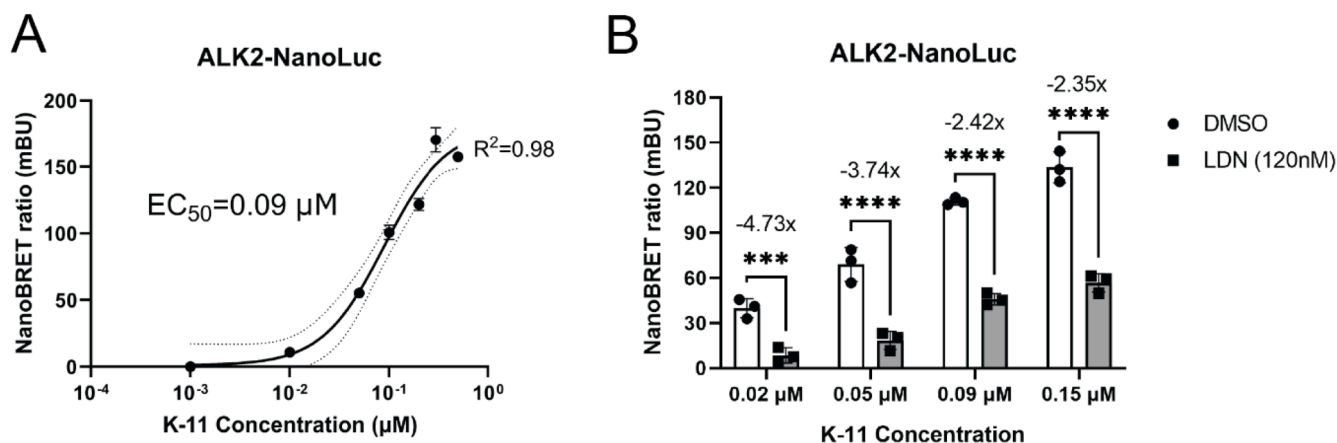 A
ALK2-NanoLuc
NanoBRET ratio (mBU)
200
150
100
50
0
10⁻⁴
10⁻³
10⁻²
10⁻¹
10⁰
K-11 Concentration (μM)
EC₅₀=0.09 μM
R²=0.98
B
ALK2-NanoLuc
NanoBRET ratio (mBU)
180
150
120
90
60
30
0
-4.73x
***
-3.74x
****
-2.42x
****
-2.35x
****
0.02 μM
0.05 μM
0.09 μM
0.15 μM
K-11 Concentration
DMSO
LDN (120nM)